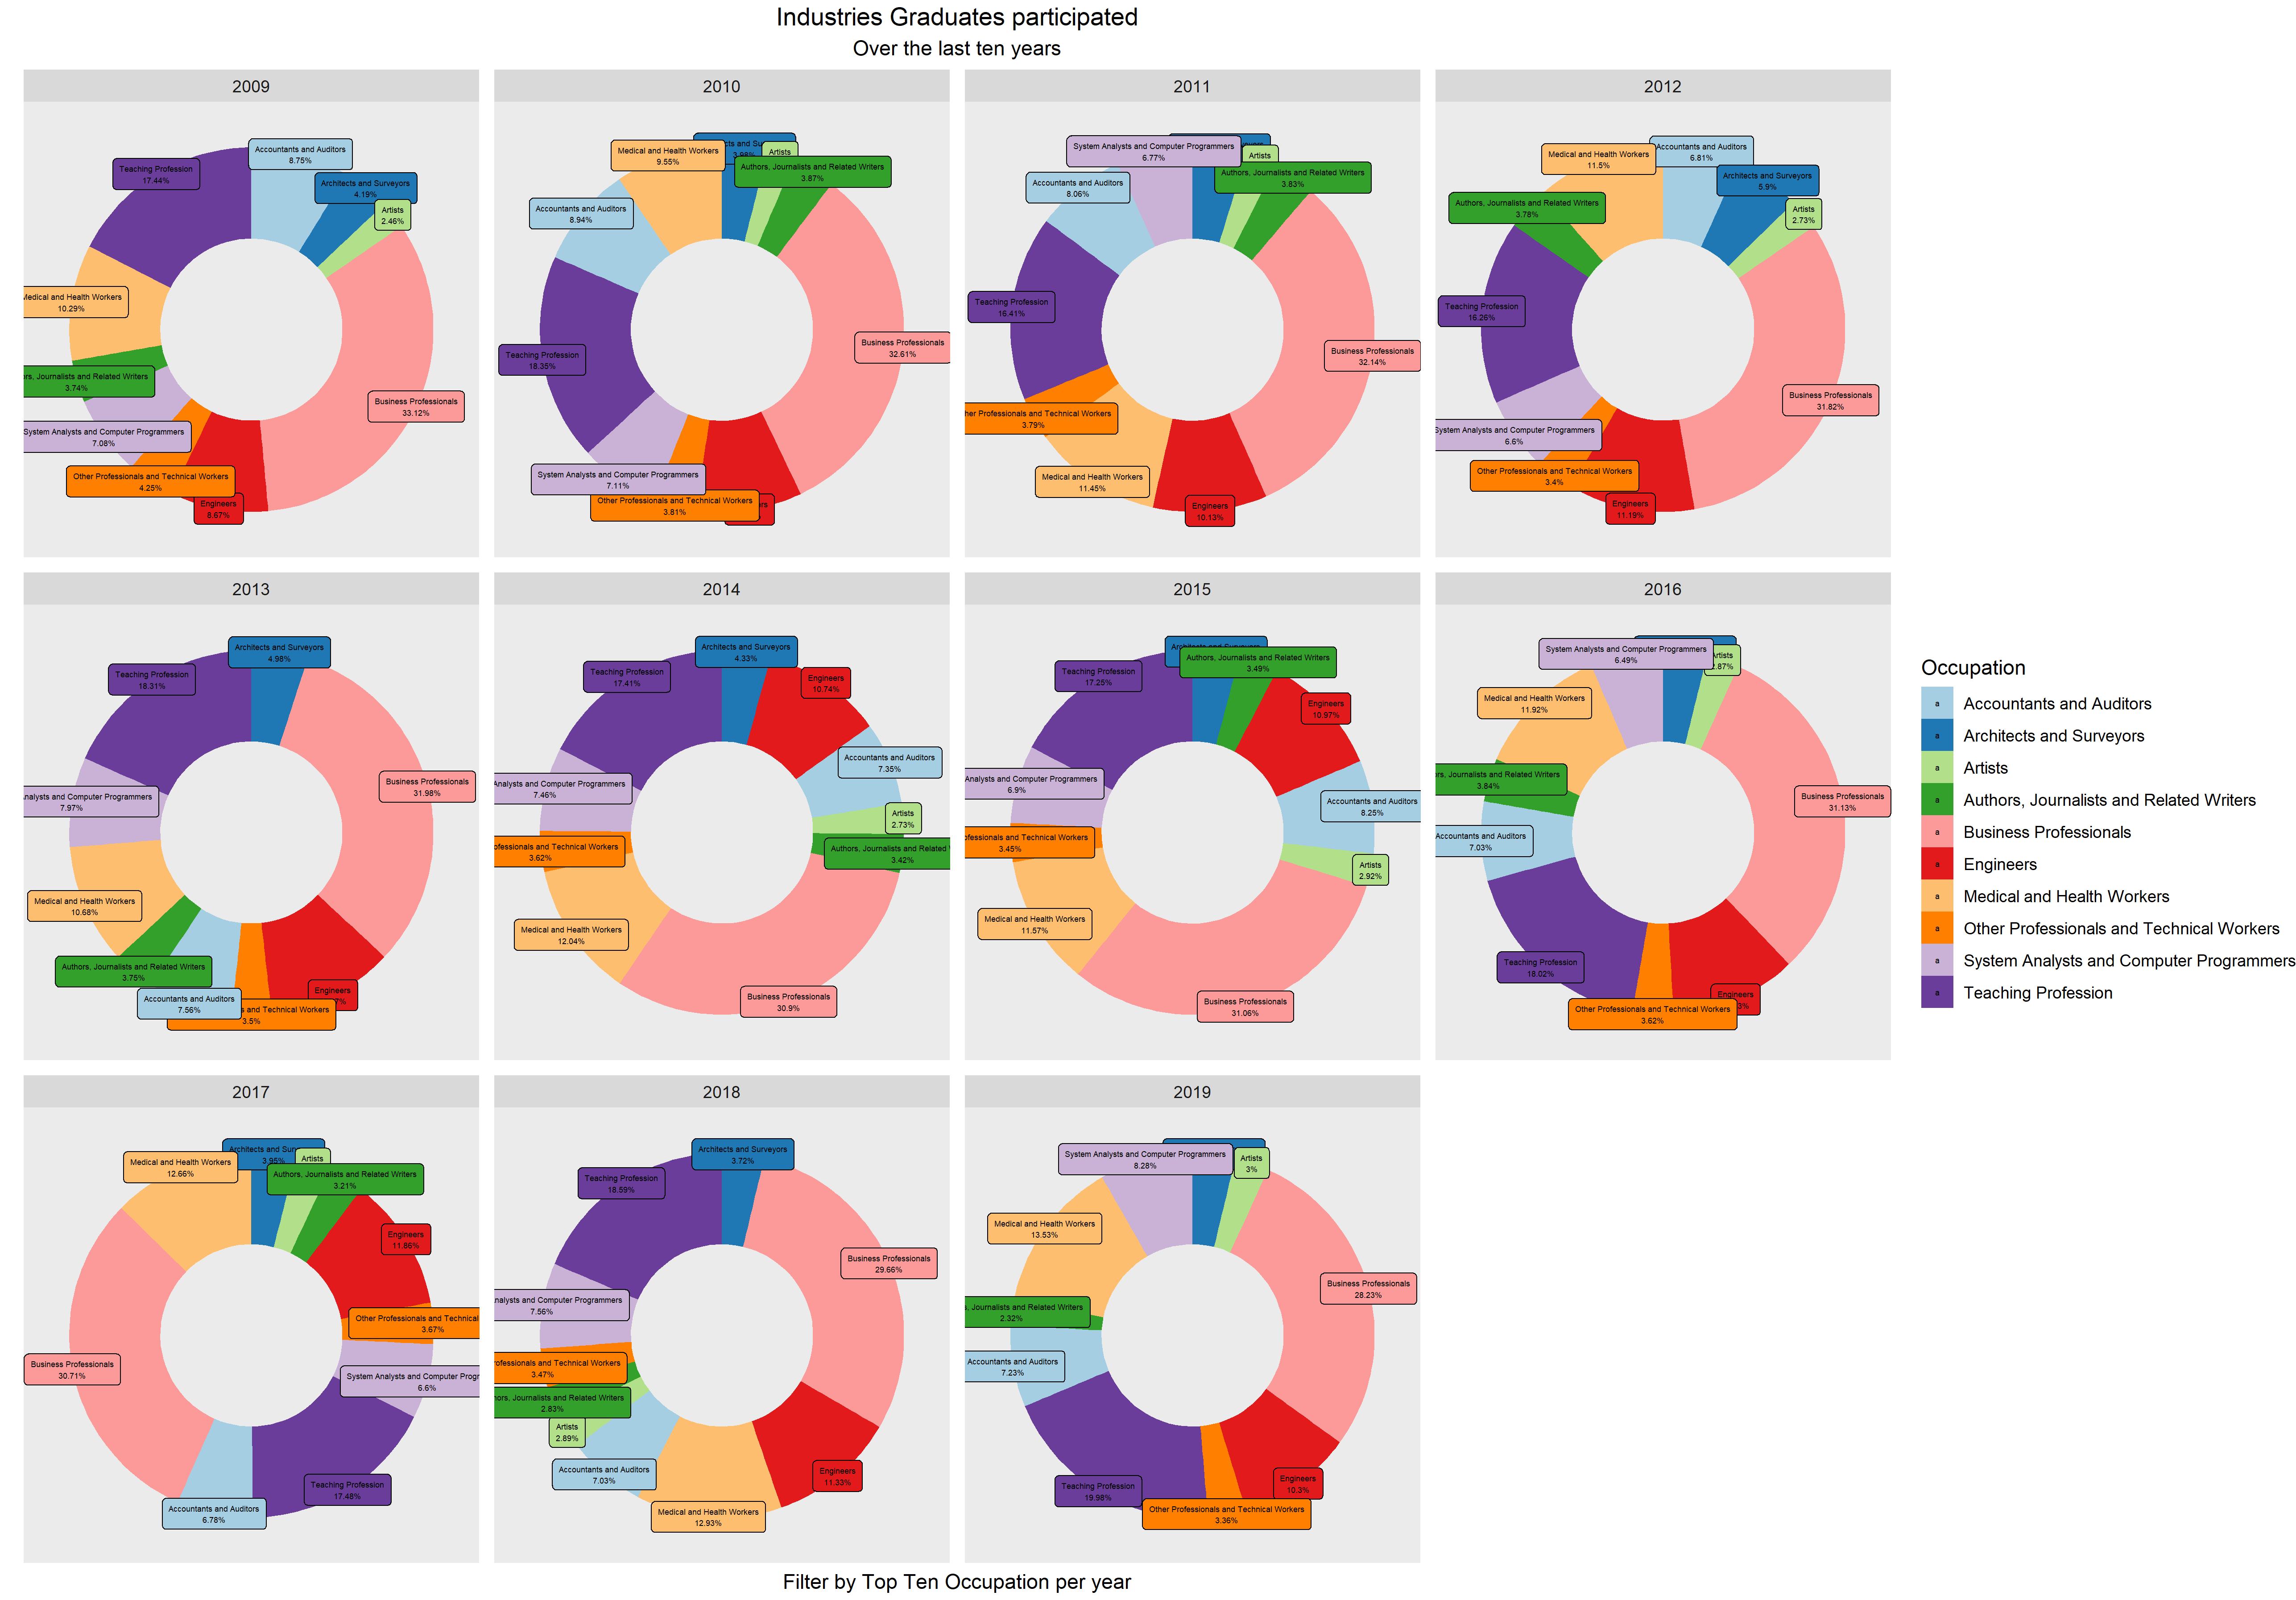 Industries Graduates participated
Over the last ten years
2009
Accountants and Auditors
8.75%
Teaching Profession
17.44%
Architects and Surveyors
4.19%
Artists
2.46%
Medical and Health Workers
10.29%
Journalists and Related Writers
3.74%
Business Professionals
33.12%
System Analysts and Computer Programmers
7.08%
Other Professionals and Technical Workers
4.25%
Engineers
8.67%
2010
Medical and Health Workers
9.55%
3.98%
Artists
Authors, Journalists and Related Writers
3.87%
Accountants and Auditors
8.94%
Business Professionals
32.61%
Teaching Profession
18.35%
System Analysts and Computer Programmers
7.11%
Other Professionals and Technical Workers
3.81%
2011
System Analysts and Computer Programmers
6.77%
Artists
Authors, Journalists and Related Writers
3.83%
Accountants and Auditors
8.06%
Teaching Profession
16.41%
Business Professionals
32.14%
Professionals and Technical Workers
3.79%
Medical and Health Workers
11.45%
Engineers
10.13%
2012
Accountants and Auditors
6.81%
Medical and Health Workers
11.5%
Architects and Surveyors
5.9%
Authors, Journalists and Related Writers
3.78%
Artists
2.73%
Teaching Profession
16.26%
Business Professionals
31.82%
System Analysts and Computer Programmers
6.6%
Other Professionals and Technical Workers
3.4%
Engineers
11.19%
2013
Architects and Surveyors
4.98%
Teaching Profession
18.31%
Business Professionals
31.98%
and Computer Programmers
7.97%
Medical and Health Workers
10.68%
Authors, Journalists and Related Writers
3.75%
Engineers
Accountants and Auditors
7.56%
and Technical Workers
3.5%
2014
Architects and Surveyors
4.33%
Teaching Profession
17.41%
Engineers
10.74%
Accountants and Auditors
7.35%
Analysts and Computer Programmers
7.46%
Artists
2.73%
and Technical Workers
3.62%
Authors, Journalists and Related
3.42%
Medical and Health Workers
12.04%
Business Professionals
30.9%
2015
Authors, Journalists and Related Writers
3.49%
Teaching Profession
17.25%
Engineers
10.97%
Analysts and Computer Programmers
6.9%
Accountants and Auditors
8.25%
and Technical Workers
3.45%
Artists
2.92%
Medical and Health Workers
11.57%
Business Professionals
31.06%
2016
System Analysts and Computer Programmers
6.49%
Medical and Health Workers
11.92%
Journalists and Related Writers
3.84%
Business Professionals
31.13%
Accountants and Auditors
7.03%
Teaching Profession
18.02%
Engineers
Other Professionals and Technical Workers
3.62%
Occupation
a Accountants and Auditors
a Architects and Surveyors
a Artists
a Authors, Journalists and Related Writers
a Business Professionals
a Engineers
a Medical and Health Workers
a Other Professionals and Technical Workers
a System Analysts and Computer Programmers
a Teaching Profession
2017
3.95%
Artists
Medical and Health Workers
12.66%
Authors, Journalists and Related Writers
3.21%
Engineers
11.86%
Other Professionals and Technical
3.67%
Business Professionals
30.71%
System Analysts and Computer
6.6%
Teaching Profession
17.48%
Accountants and Auditors
6.78%
2018
Architects and Surveyors
3.72%
Teaching Profession
18.59%
Business Professionals
29.66%
and Computer Programmers
7.56%
and Technical Workers
3.47%
Journalists and Related Writers
2.83%
Artists
2.89%
Accountants and Auditors
7.03%
Engineers
11.33%
Medical and Health Workers
12.93%
2019
System Analysts and Computer Programmers
8.28%
Artists
3%
Medical and Health Workers
13.53%
Business Professionals
28.23%
Journalists and Related Writers
2.32%
Accountants and Auditors
7.23%
Teaching Profession
19.98%
Engineers
10.3%
Other Professionals and Technical Workers
3.36%
Filter by Top Ten Occupation per year